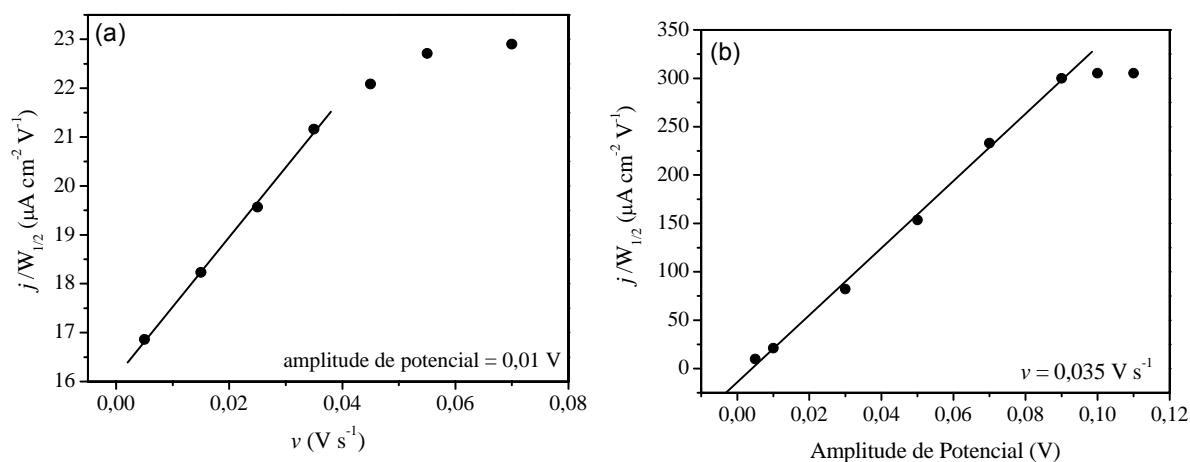 (a)
23
22
21
20
19
18
17
16
j/W1/2 (μA cm-2 V-1)
amplitude de potencial = 0,01 V
0,00 0,02 0,04 0,06 0,08
v (V s-1)
(b)
350
300
250
200
150
100
50
0
j/W1/2 (μA cm-2 V-1)
v = 0,035 V s-1
0,00 0,02 0,04 0,06 0,08 0,10 0,12
Amplitude de Potencial (V)